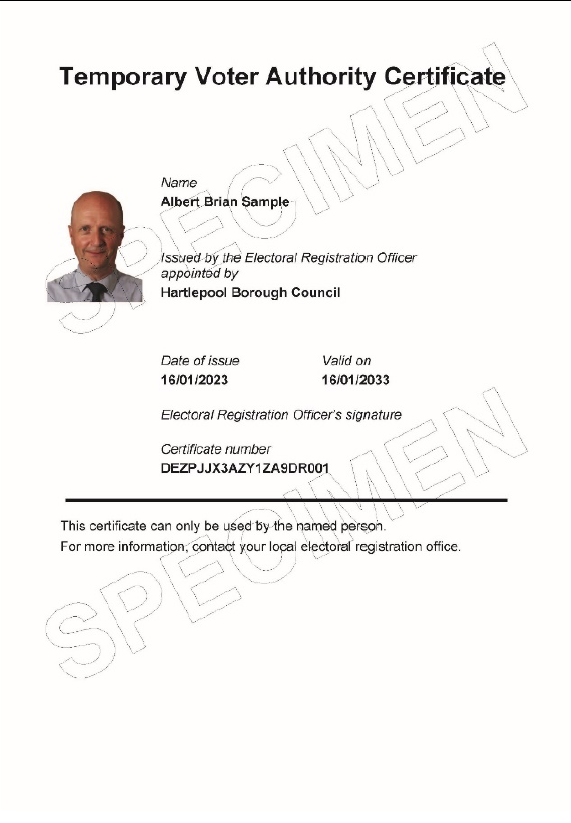 Temporary Voter Authority Certificate
Name
Albert Brian Sample
Issued by the Electoral Registration Officer
appointed by
Hartlepool Borough Council
Date of issue Valid on
16/01/2023 16/01/2033
Electoral Registration Officer's signature
Certificate number
DEZPJJX3AZY1ZA9DR001
This certificate can only be used by the named person.
For more information, contact your local electoral registration office.
SPECIMEN
SPECIMEN